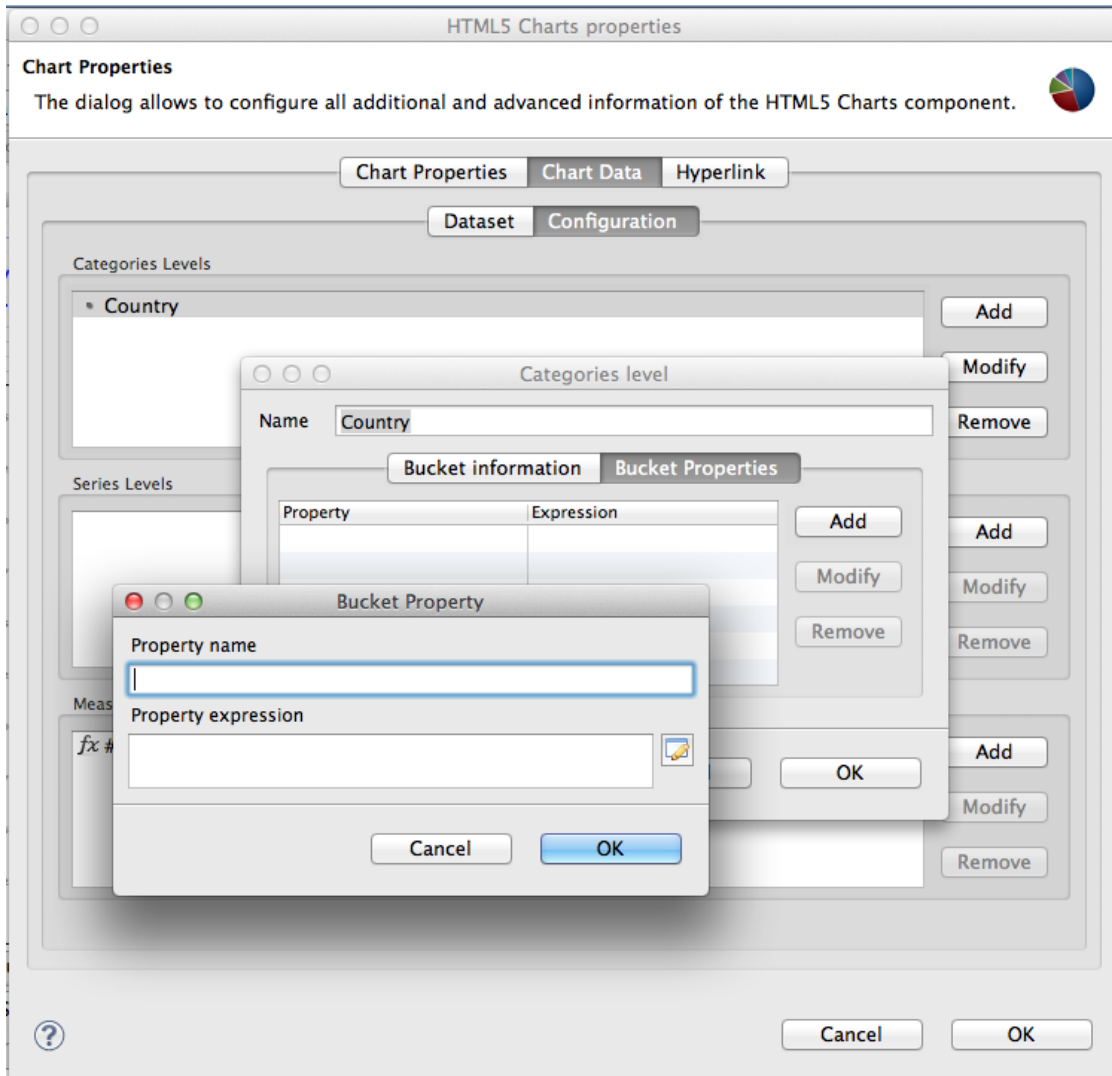 HTML5 Charts properties
Chart Properties
The dialog allows to configure all additional and advanced information of the HTML5 Charts component.
Chart Properties Chart Data Hyperlink
Dataset Configuration
Categories Levels
Country
Add
Modify
Remove
Categories level
Name Country
Bucket information Bucket Properties
Property Expression
Add
Modify
Remove
OK
Series Levels
Add
Modify
Remove
Bucket Property
Property name
Property expression
Cancel OK
Meas
fx #
Add
Modify
Remove
?
Cancel OK